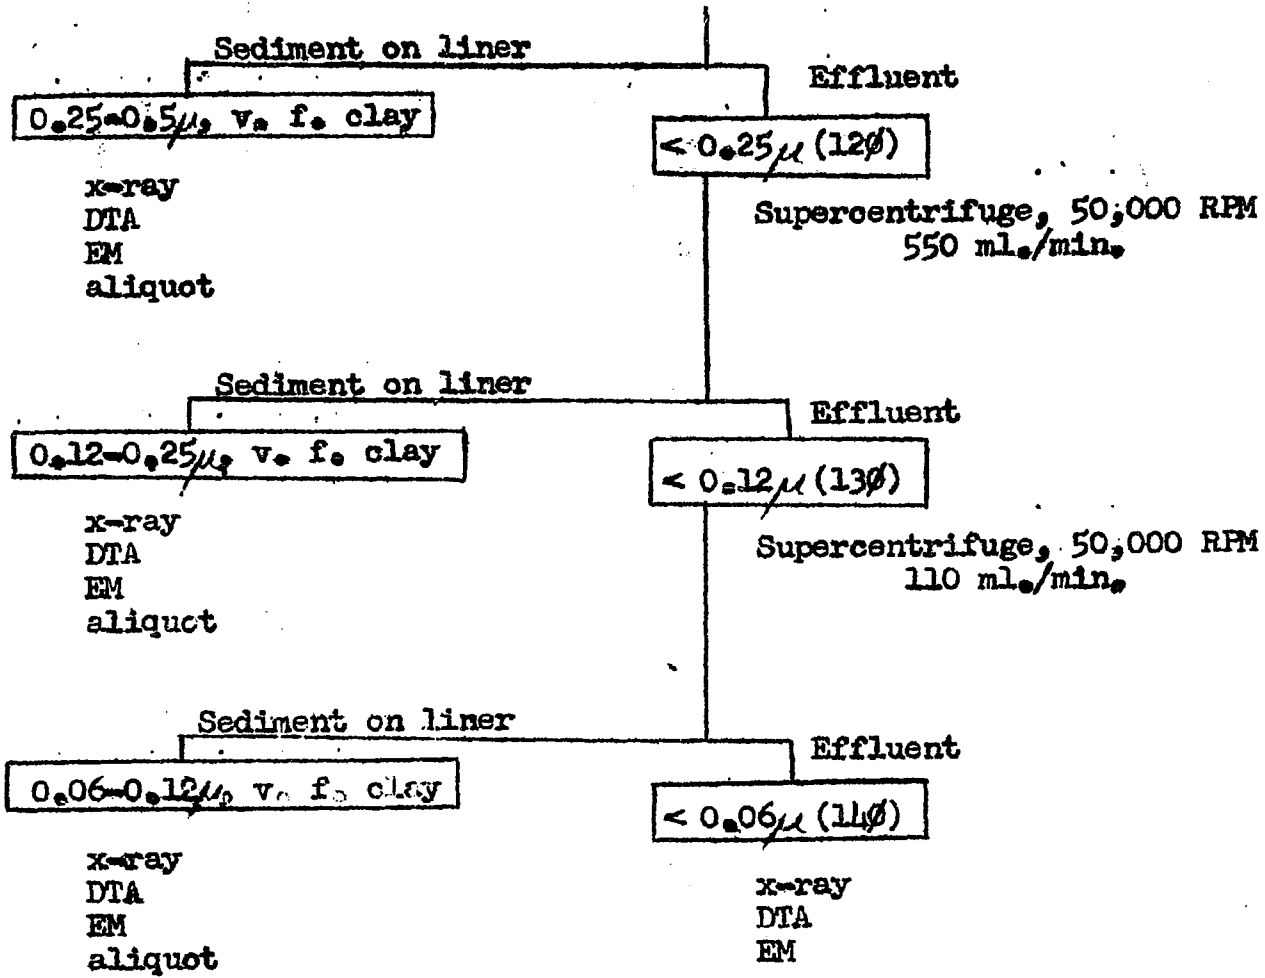 Sediment on liner
Effluent
0.25-0.5μ, v. f. clay
< 0.25μ (12ø)
x-ray
DTA
EM
aliquot
Supercentrifuge, 50,000 RPM
550 ml./min.
Sediment on liner
Effluent
0.12-0.25μ, v. f. clay
< 0.12μ (13ø)
x-ray
DTA
EM
aliquot
Supercentrifuge, 50,000 RPM
110 ml./min.
Sediment on liner
Effluent
0.06-0.12μ, v. f. clay
< 0.06μ (14ø)
x-ray
DTA
EM
aliquot
x-ray
DTA
EM